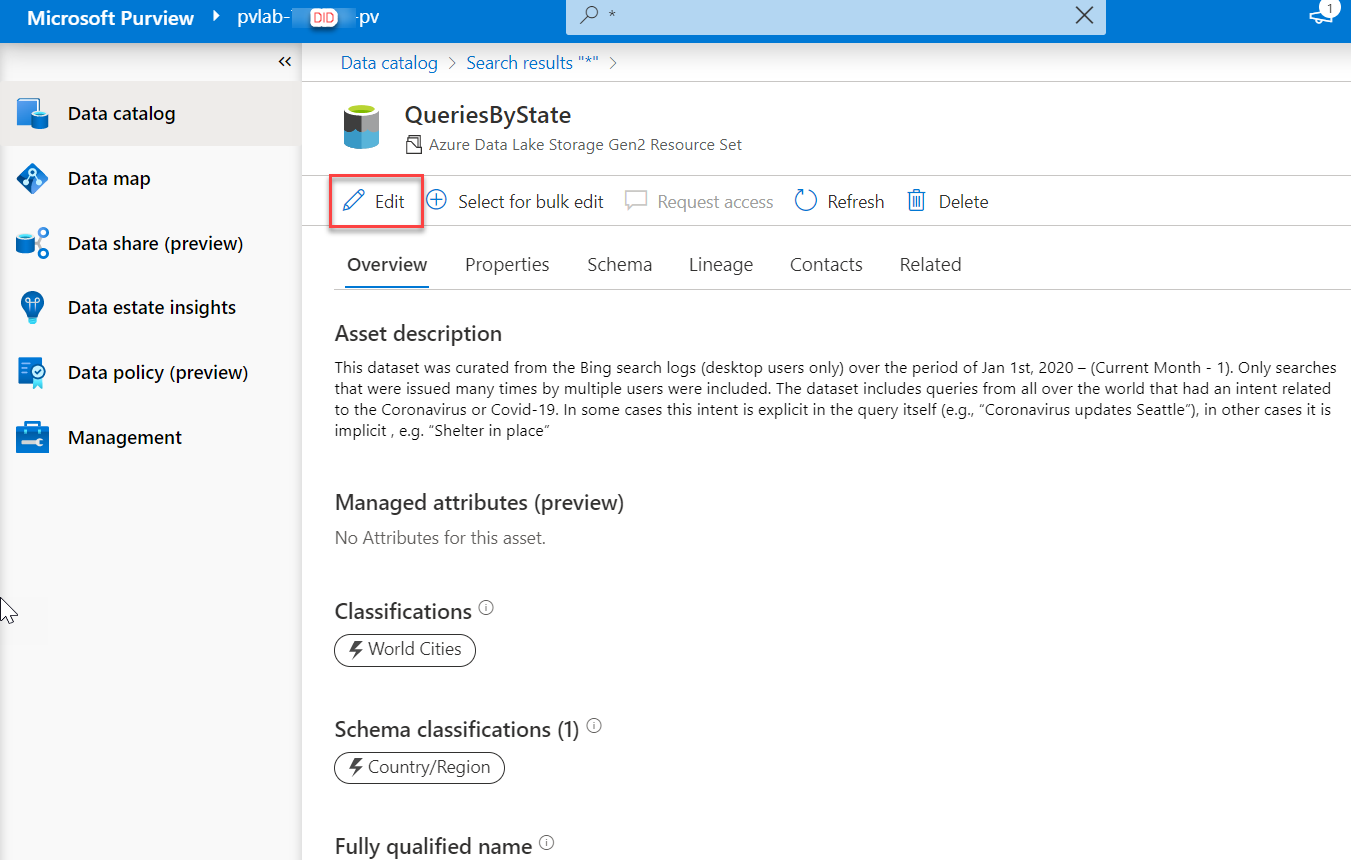 Microsoft Purview pvlab- DID -pv
*
1
Data catalog > Search results "*" >
Data catalog
Data map
Data share (preview)
Data estate insights
Data policy (preview)
Management
QueriesByState
Azure Data Lake Storage Gen2 Resource Set
Edit Select for bulk edit Request access Refresh Delete
Overview Properties Schema Lineage Contacts Related
Asset description
This dataset was curated from the Bing search logs (desktop users only) over the period of Jan 1st, 2020 – (Current Month - 1). Only searches
that were issued many times by multiple users were included. The dataset includes queries from all over the world that had an intent related
to the Coronavirus or Covid-19. In some cases this intent is explicit in the query itself (e.g., “Coronavirus updates Seattle”), in other cases it is
implicit , e.g. “Shelter in place”
Managed attributes (preview)
No Attributes for this asset.
Classifications
World Cities
Schema classifications (1)
Country/Region
Fully qualified name